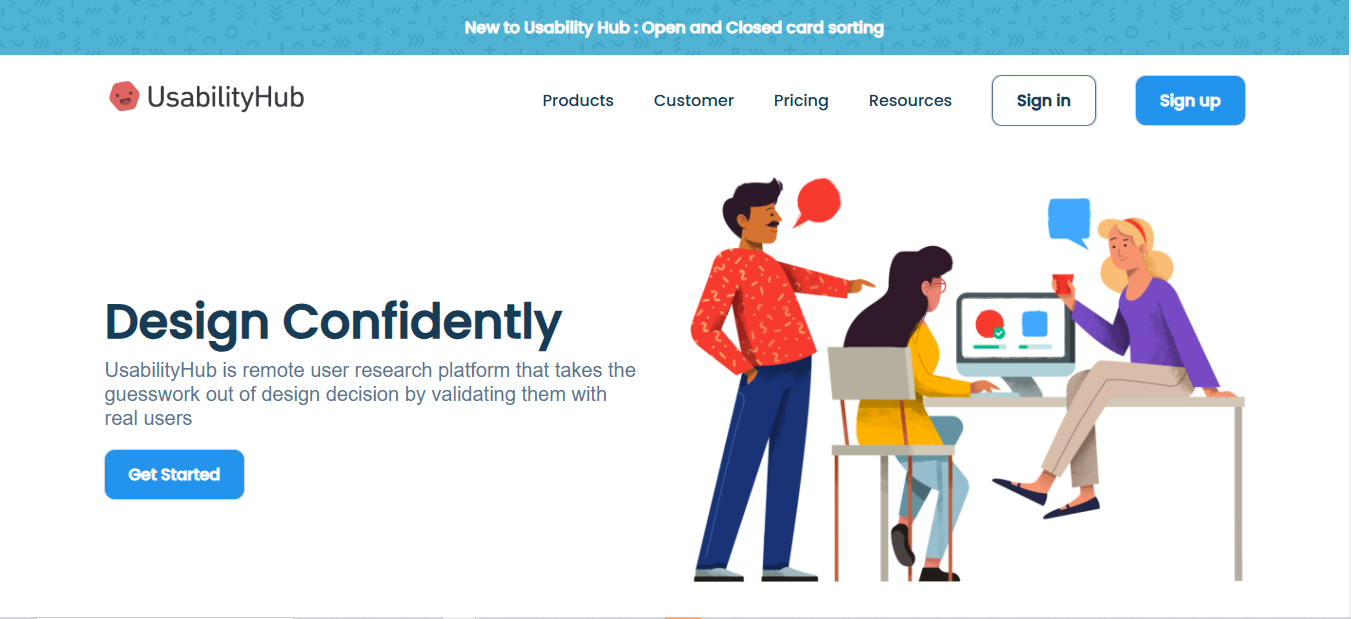 New to Usability Hub : Open and Closed card sorting
UsabilityHub
Products
Customer
Pricing
Resources
Sign in
Sign up
Design Confidently
UsabilityHub is remote user research platform that takes the
guesswork out of design decision by validating them with
real users
Get Started